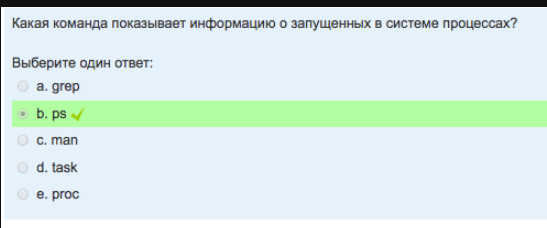 Какая команда показывает информацию о запущенных в системе процессах?
Выберите один ответ:
a. grep
b. ps
c. man
d. task
e. proc